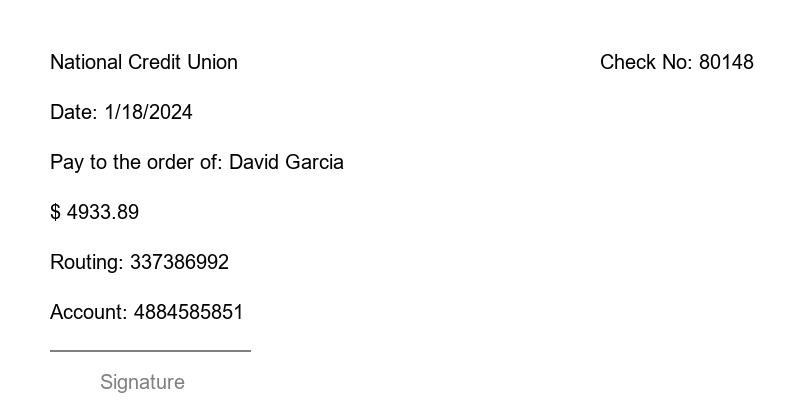 National Credit Union
Check No: 80148
Date: 1/18/2024
Pay to the order of: David Garcia
$ 4933.89
Routing: 337386992
Account: 4884585851
Signature